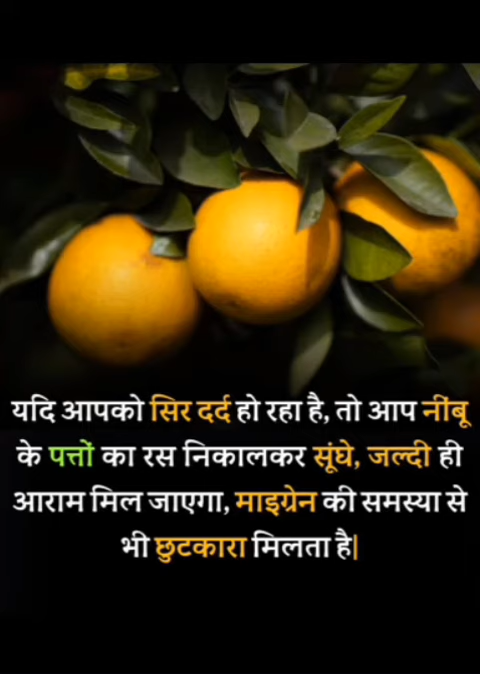 यदि आपको सिर दर्द हो रहा है, तो आप नींबू
के पत्तों का रस निकालकर सूंघे, जल्दी ही
आराम मिल जाएगा, माइग्रेन की समस्या से
भी छुटकारा मिलता है|